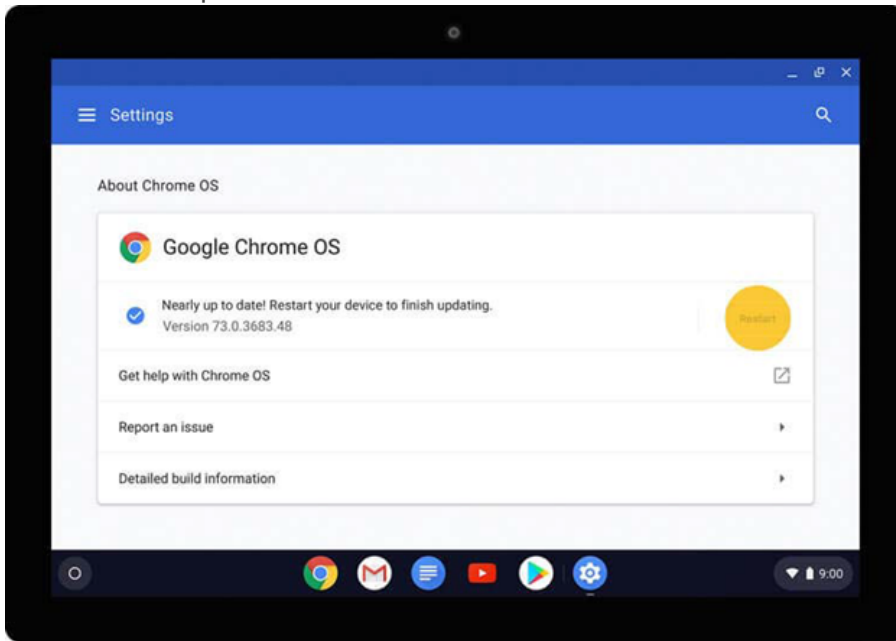 Settings
About Chrome OS
Google Chrome OS
Nearly up to date! Restart your device to finish updating.
Version 73.0.3683.48
Restart
Get help with Chrome OS
Report an issue
Detailed build information
9:00